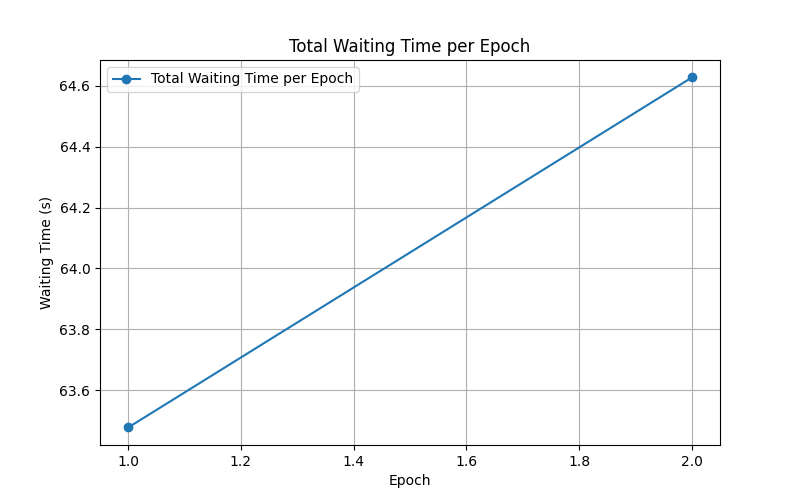 Total Waiting Time per Epoch
Total Waiting Time per Epoch
64.6
64.4
64.2
64.0
63.8
63.6
Waiting Time (s)
1.0 1.2 1.4 1.6 1.8 2.0
Epoch